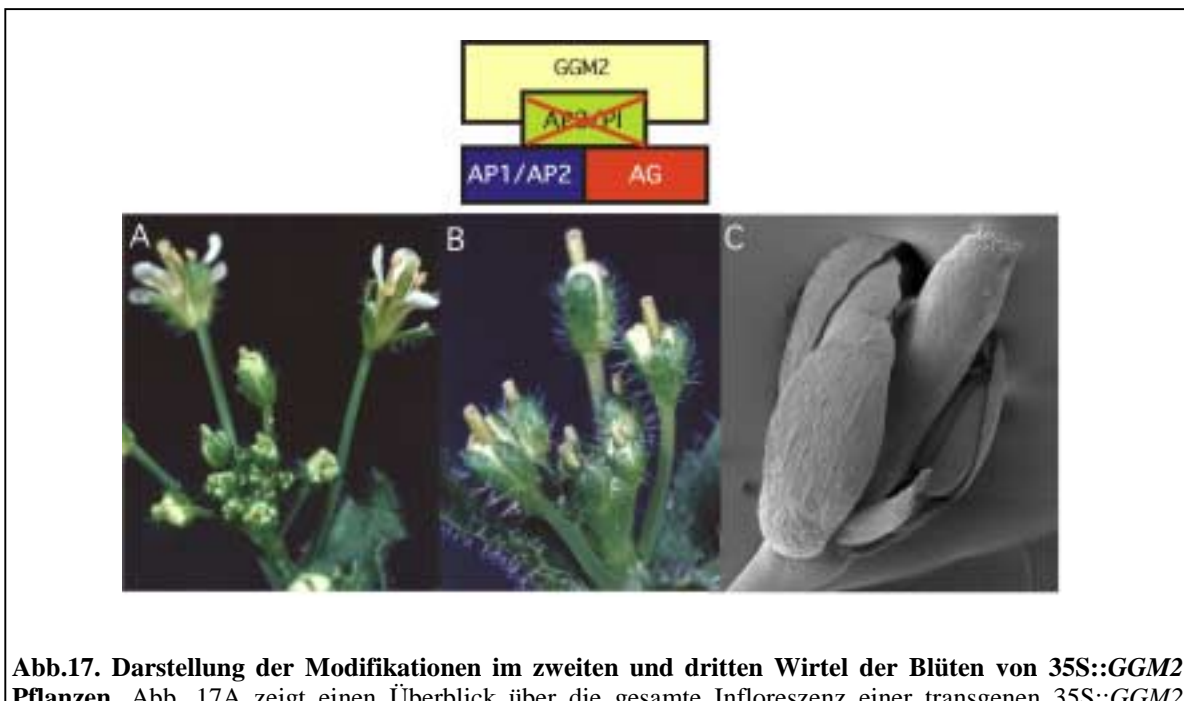 GGM2
AP3/PI
AP1/AP2 AG
A B C
Abb.17. Darstellung der Modifikationen im zweiten und dritten Wirtel der Blüten von 35S::GGM2
Pflanzen. Abb. 17A zeigt einen Überblick über die gesamte Infloreszenz einer transgenen 35S::GGM2